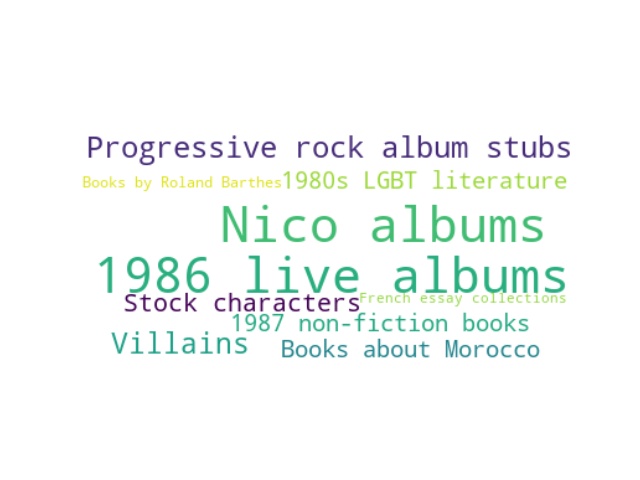 Progressive rock album stubs
Books by Roland Barthes 1980s LGBT literature
Nico albums
1986 live albums
Stock characters French essay collections
1987 non-fiction books
Villains Books about Morocco